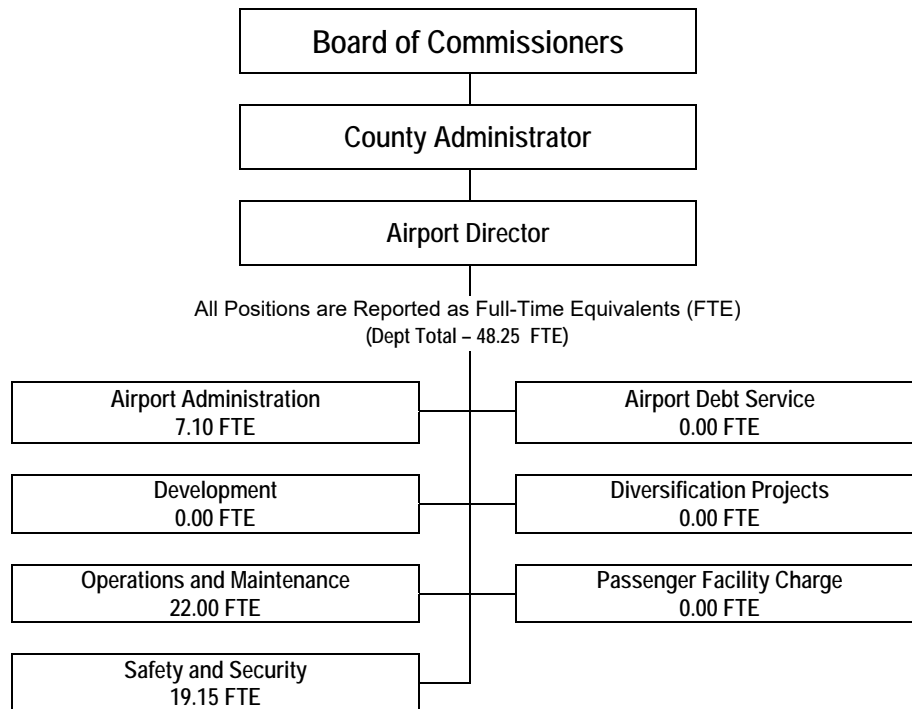 Board of Commissioners
County Administrator
Airport Director
All Positions are Reported as Full-Time Equivalents (FTE)
(Dept Total – 48.25 FTE)
Airport Administration
7.10 FTE
Airport Debt Service
0.00 FTE
Development
0.00 FTE
Diversification Projects
0.00 FTE
Operations and Maintenance
22.00 FTE
Passenger Facility Charge
0.00 FTE
Safety and Security
19.15 FTE